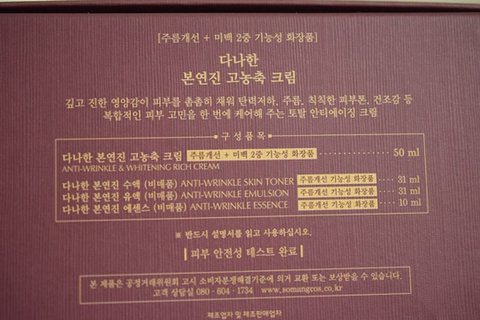 [주름개선 + 미백 2중 기능성 화장품]
다나한
본연진 고농축 크림
깊고 진한 영양감이 피부를 촘촘히 채워 탄력저하, 주름, 칙칙한 피부톤, 건조감 등
복합적인 피부 고민을 한 번에 케어해 주는 토탈 안티에이징 크림
구성품목
다나한 본연진 고농축 크림 주름개선 + 미백 2중 기능성 화장품 50 ml
ANTI-WRINKLE & WHITENING RICH CREAM
다나한 본연진 수액 (비매품) ANTI-WRINKLE SKIN TONER 주름개선 기능성 화장품 31 ml
다나한 본연진 유액 (비매품) ANTI-WRINKLE EMULSION 주름개선 기능성 화장품 31 ml
다나한 본연진 에센스 (비매품) ANTI-WRINKLE ESSENCE 주름개선 기능성 화장품 10 ml
※ 반드시 설명서를 읽고 사용하십시오.
피부 안전성 테스트 완료
본 제품은 공정거래위원회 고시 소비자분쟁해결기준에 의거 교환 또는 보상받을 수 있습니다.
고객 상담실 080 - 604 - 1734 www.somangcos.co.kr
제조업자 및 제조판매업자